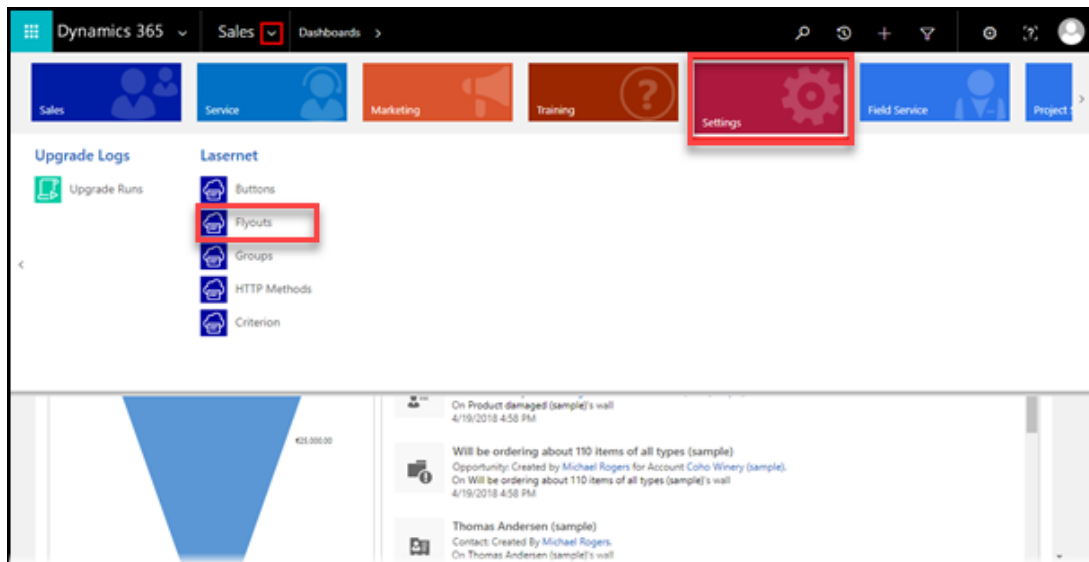 Dynamics 365 Sales Dashboards
Sales Service Marketing Training Settings Field Service Project
Upgrade Logs
Upgrade Runs
Lasernet
Buttons
Flyouts
Groups
HTTP Methods
Criterion
€25,000.00
On Product damaged (sample)'s wall
4/19/2018 4:58 PM
Will be ordering about 110 items of all types (sample)
Opportunity: Created by Michael Rogers for Account Coho Winery (sample).
On Will be ordering about 110 items of all types (sample)'s wall
4/19/2018 4:58 PM
Thomas Andersen (sample)
Contact: Created By Michael Rogers.
On Thomas Andersen (sample)'s wall